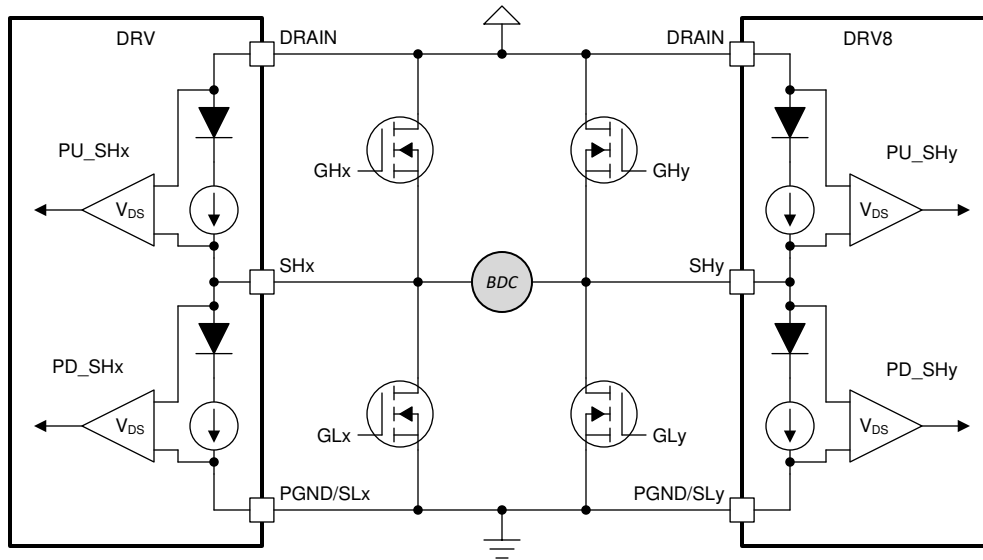 DRV
DRAIN
DRAIN
DRV8
PU_SHx
PU_SHy
GHx
GHy
VDS
VDS
SHx
BDC
SHy
PD_SHx
PD_SHy
VDS
VDS
GLx
GLy
PGND/SLx
PGND/SLy